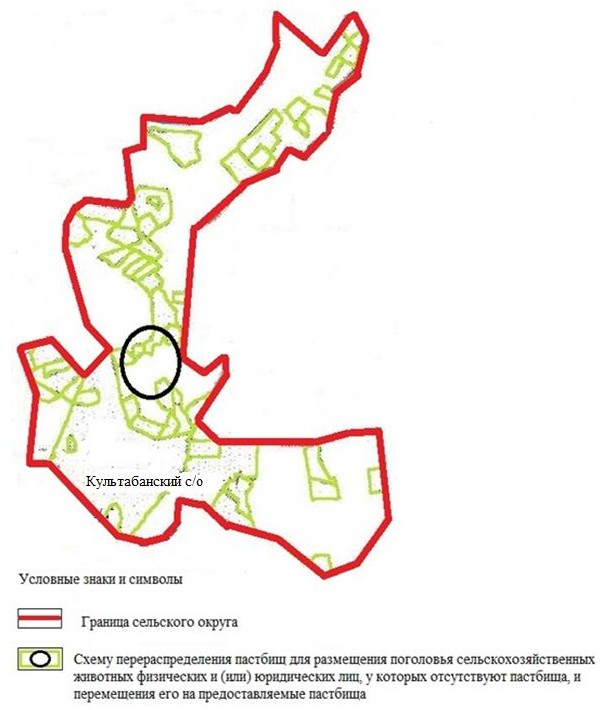 Культабанский с/о
Условные знаки и символы
Граница сельского округа
Схему перераспределения пастбищ для размещения поголовья сельскохозяйственных
животных физических и (или) юридических лиц, у которых отсутствуют пастбища, и
перемещения его на предоставляемые пастбища